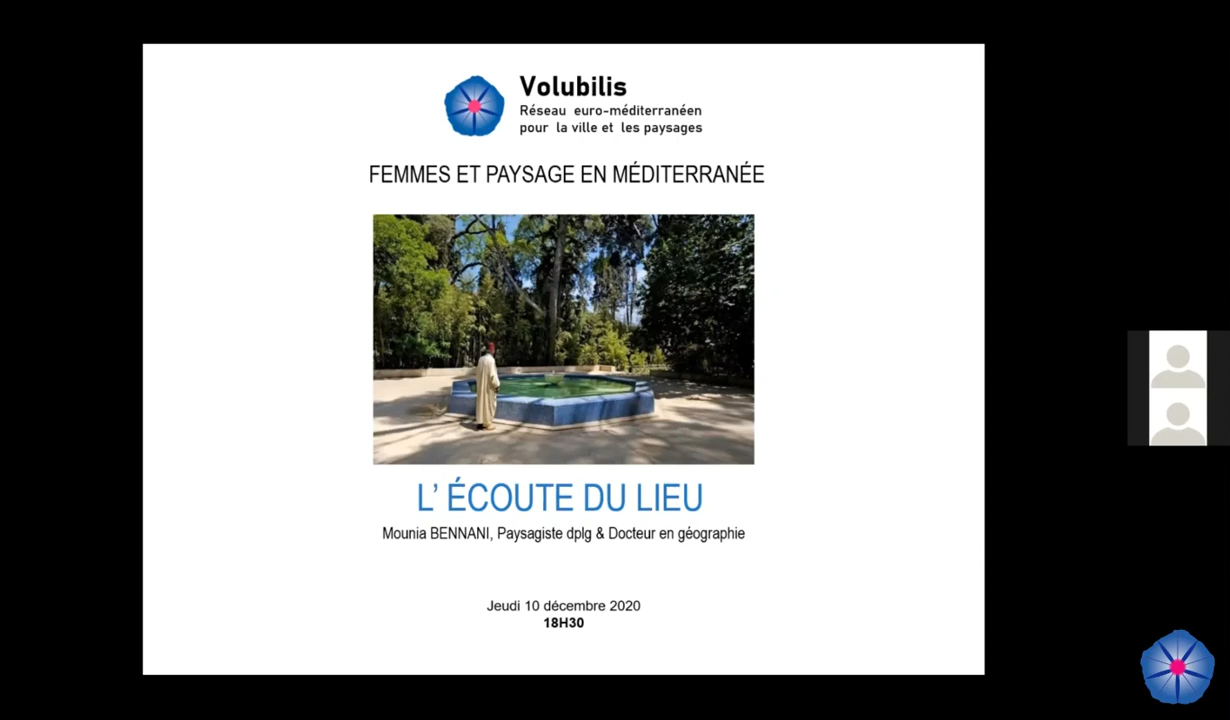 Volubilis
Réseau euro-méditerranéen
pour la ville et les paysages
FEMMES ET PAYSAGE EN MÉDITERRANÉE
L' ÉCOUTE DU LIEU
Mounia BENNANI, Paysagiste dplg & Docteur en géographie
Jeudi 10 décembre 2020
18H30